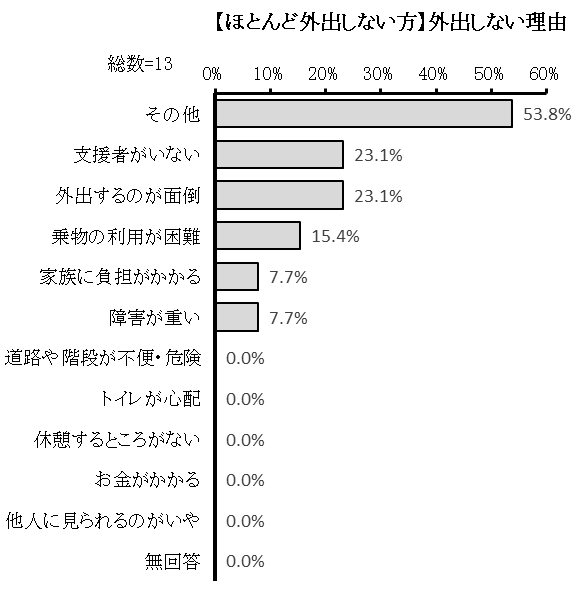 【ほとんど外出しない方】外出しない理由
総数=13
0% 10% 20% 30% 40% 50% 60%
その他 53.8%
支援者がいない 23.1%
外出するのが面倒 23.1%
乗物の利用が困難 15.4%
家族に負担がかかる 7.7%
障害が重い 7.7%
道路や階段が不便・危険 0.0%
トイレが心配 0.0%
休憩するところがない 0.0%
お金がかかる 0.0%
他人に見られるのがいや 0.0%
無回答 0.0%